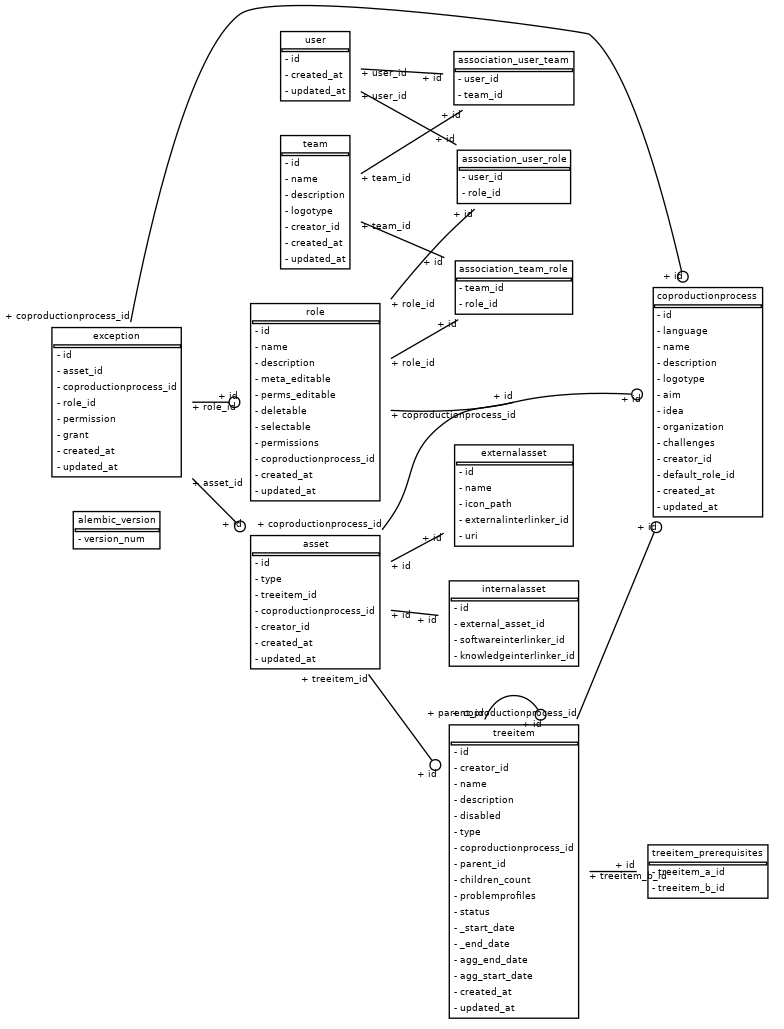 user
- id
- created_at
- updated_at
+ user_id
+ id
+ user_id
+ id
association_user_team
- user_id
- team_id
+ id
team
- id
- name
- description
- logotype
- creator_id
- created_at
- updated_at
+ team_id
+ team_id
+ id
association_user_role
- user_id
- role_id
+ id
association_team_role
- team_id
- role_id
+ id
+ role_id
+ role_id
+ coproductionprocess_id
exception
- id
- asset_id
- coproductionprocess_id
- role_id
- permission
- grant
- created_at
- updated_at
+ id
+ role_id
+ asset_id
+ id
role
- id
- name
- description
- meta_editable
- perms_editable
- deletable
- selectable
- permissions
- coproductionprocess_id
- created_at
- updated_at
+ id
+ coproductionprocess_id
+ id
+ id
coproductionprocess
- id
- language
- name
- description
- logotype
- aim
- idea
- organization
- challenges
- creator_id
- default_role_id
- created_at
- updated_at
+ id
alembic_version
- version_num
+ coproductionprocess_id
asset
- id
- type
- treeitem_id
- coproductionprocess_id
- creator_id
- created_at
- updated_at
externalasset
- id
- name
- icon_path
- externalinterlinker_id
- uri
+ id
+ id
internalasset
- id
- external_asset_id
- softwareinterlinker_id
- knowledgeinterlinker_id
+ id
+ id
+ treeitem_id
+ id
+ parent_id
+ coproductionprocess_id
+ id
treeitem
- id
- creator_id
- name
- description
- disabled
- type
- coproductionprocess_id
- parent_id
- children_count
- problemprofiles
- status
- _start_date
- _end_date
- agg_end_date
- agg_start_date
- created_at
- updated_at
+ id
+ treeitem_b_id
treeitem_prerequisites
- treeitem_a_id
- treeitem_b_id